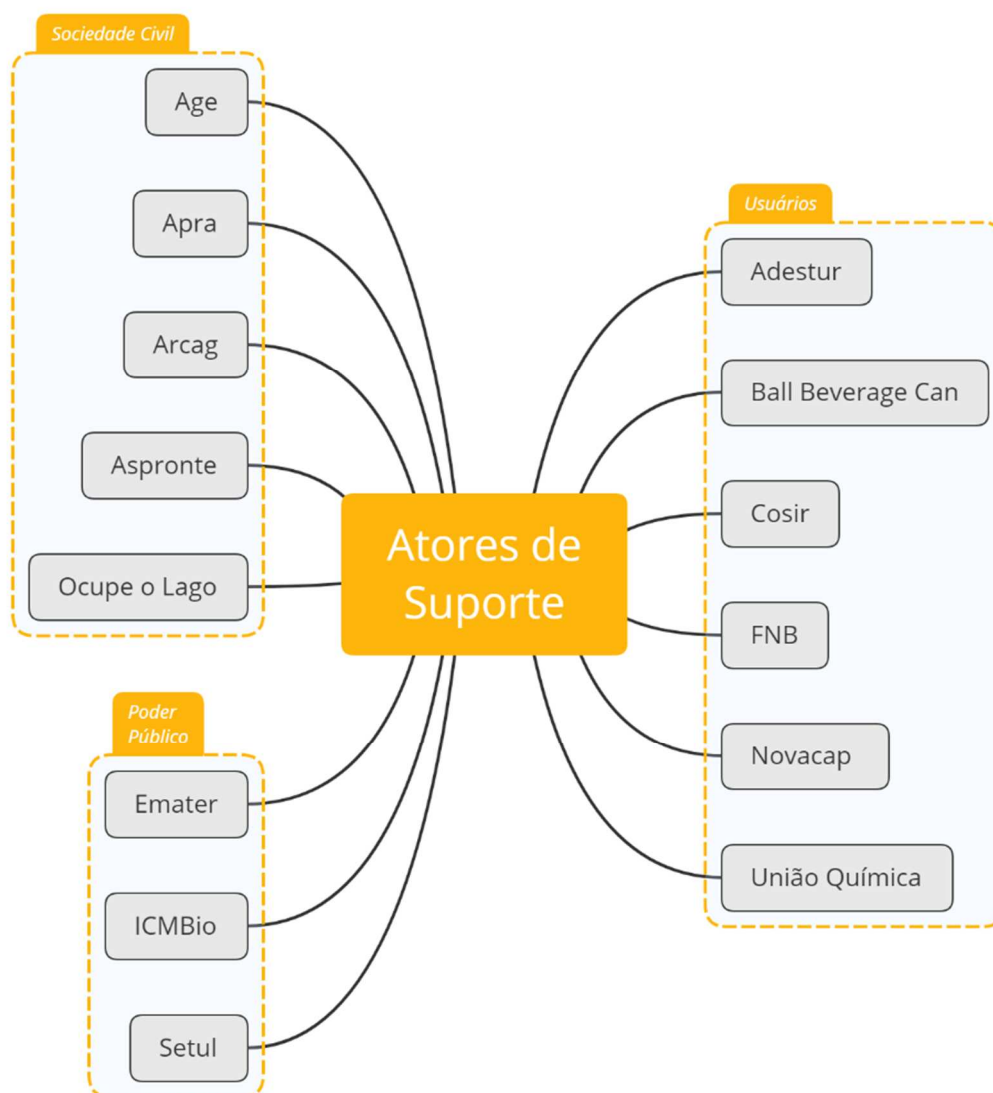 Sociedade Civil
Age
Apra
Arcag
Aspronte
Ocupe o Lago
Atores de
Suporte
Poder
Público
Emater
ICMBio
Setul
Usuários
Adestur
Ball Beverage Can
Cosir
FNB
Novacap
União Química